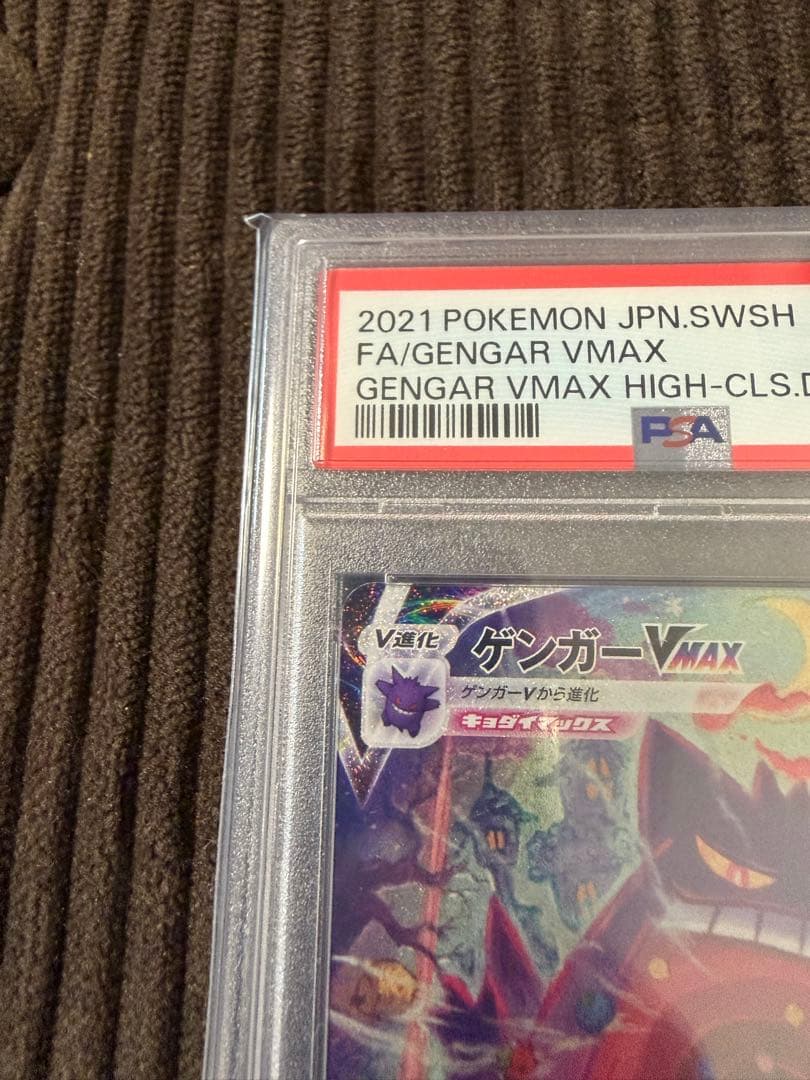 2021 POKEMON JPN.SWSH
FA/GENGAR VMAX
GENGAR VMAX HIGH-CLS.D
PSA
V進化
ゲンガーVMAX
ゲンガーVから進化
キョダイマックス